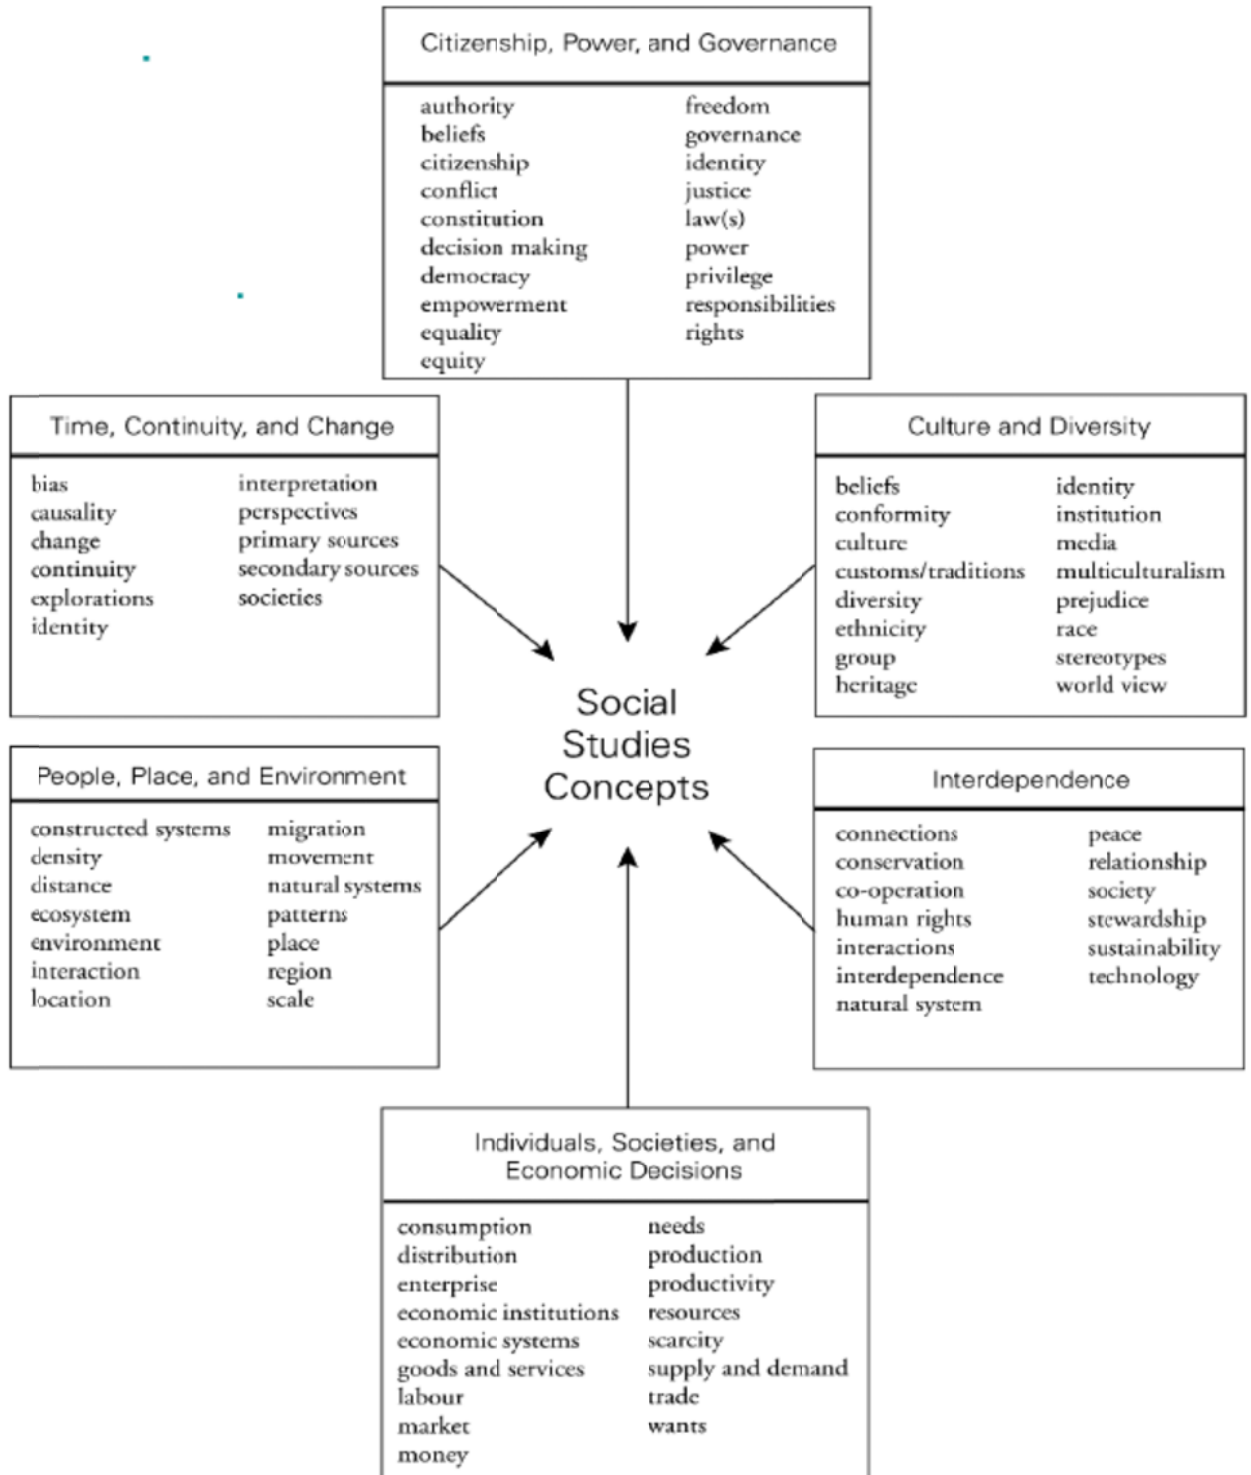 Citizenship, Power, and Governance
authority
beliefs
citizenship
conflict
constitution
decision making
democracy
empowerment
equality
equity
freedom
governance
identity
justice
law(s)
power
privilege
responsibilities
rights
Time, Continuity, and Change
bias
causality
change
continuity
explorations
identity
interpretation
perspectives
primary sources
secondary sources
societies
Culture and Diversity
beliefs
conformity
culture
customs/traditions
diversity
ethnicity
group
heritage
identity
institution
media
multiculturalism
prejudice
race
stereotypes
world view
Social
Studies
Concepts
People, Place, and Environment
constructed systems
density
distance
ecosystem
environment
interaction
location
migration
movement
natural systems
patterns
place
region
scale
Interdependence
connections
conservation
co-operation
human rights
interactions
interdependence
natural system
peace
relationship
society
stewardship
sustainability
technology
Individuals, Societies, and
Economic Decisions
consumption
distribution
enterprise
economic institutions
economic systems
goods and services
labour
market
money
needs
production
productivity
resources
scarcity
supply and demand
trade
wants